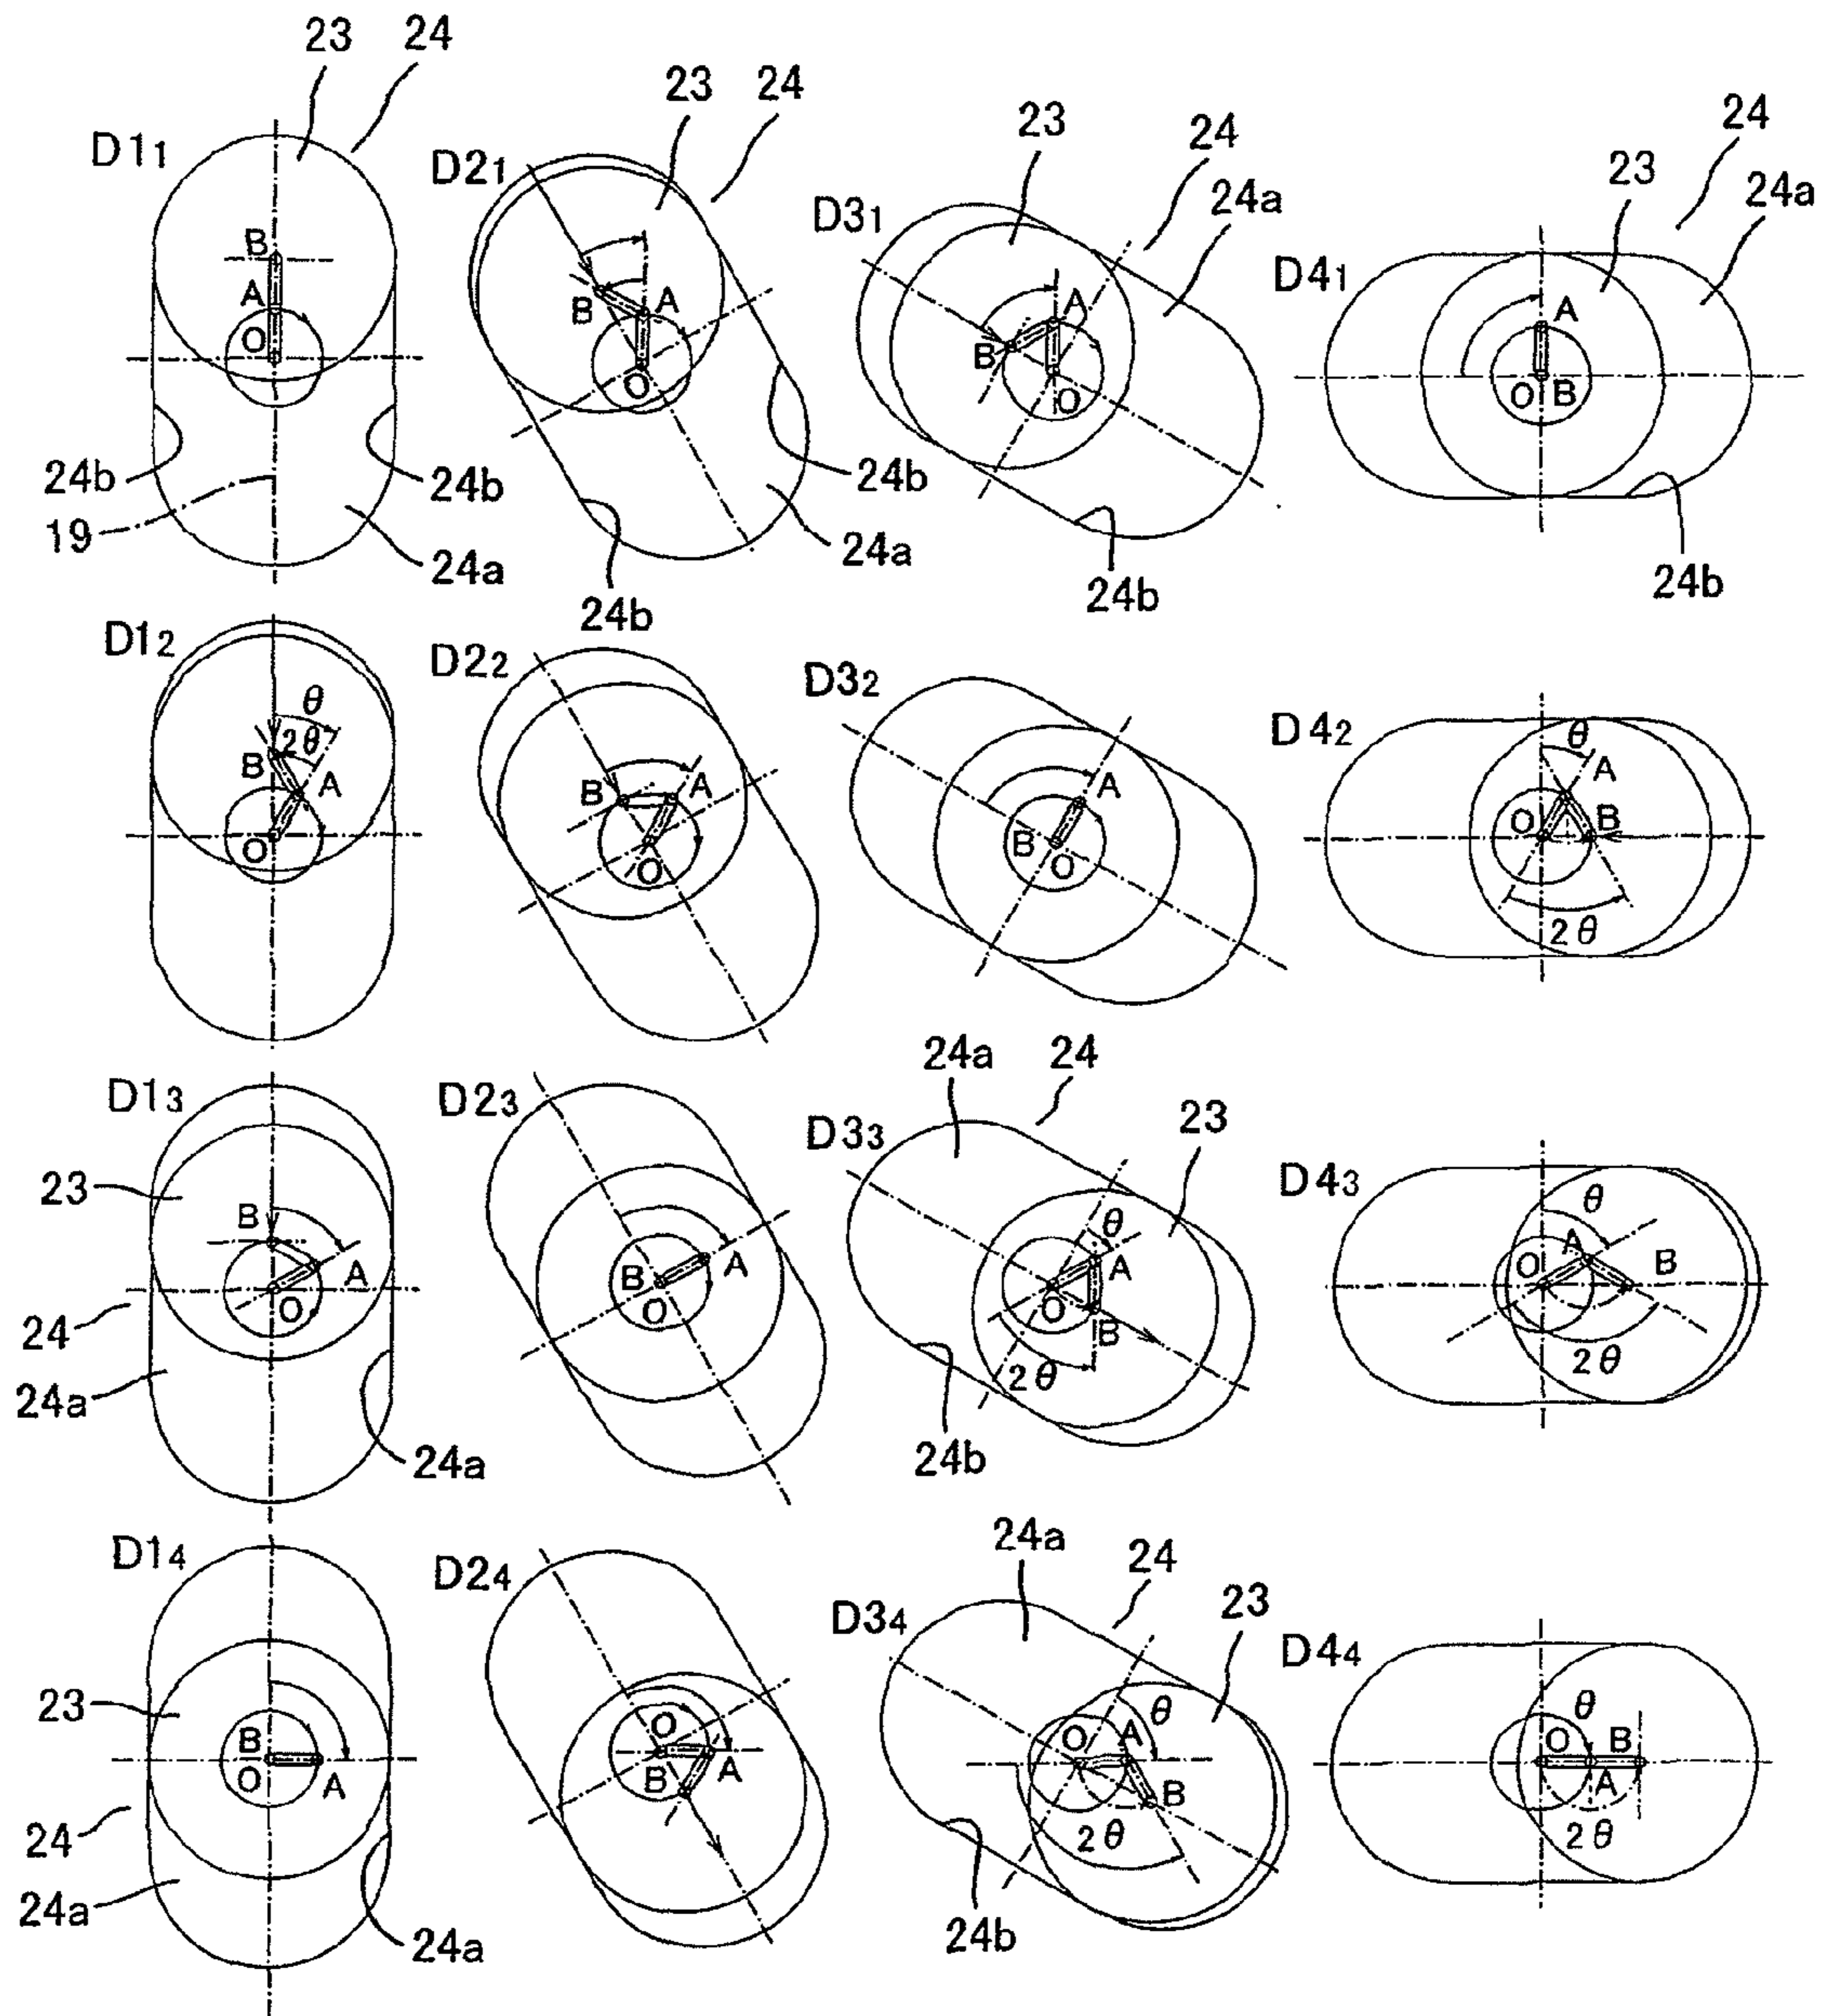 D1₁ 23 24 B A O 24b 24b 19 24a
D2₁ 23 24 B A O 24b 24a 24b
D3₁ 23 24 24a A B O 24b
D4₁ 23 24 24a A O B 24b
D1₂ θ 2θ B A O
D2₂ B A O
D3₂ A B O
D4₂ θ A O B 2θ
D1₃ 23 B A O 24 24a 24a
D2₃ B A O
D3₃ 24a 24 23 θ A O B 2θ 24b
D4₃ θ A O B 2θ
D1₄ 23 B O A 24 24a 24a
D2₄ O B A
D3₄ 24a 24 23 θ O A B 2θ 24b
D4₄ θ O B A 2θ